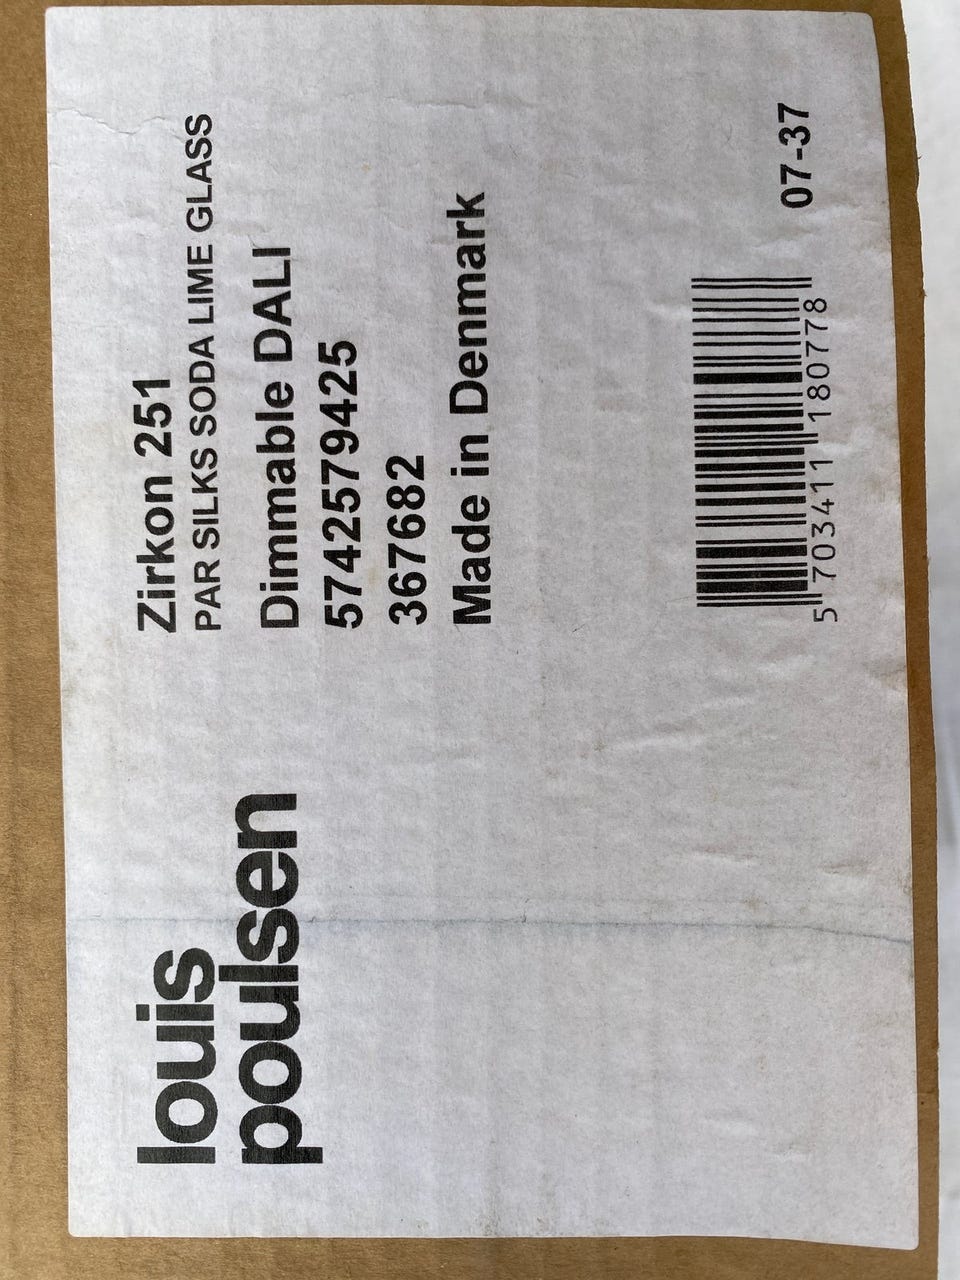 louis
poulsen
Zirkon 251
PAR SILKS SODA LIME GLASS
Dimmable DALI
5742579425
367682
Made in Denmark
07-37
5 703411 180778